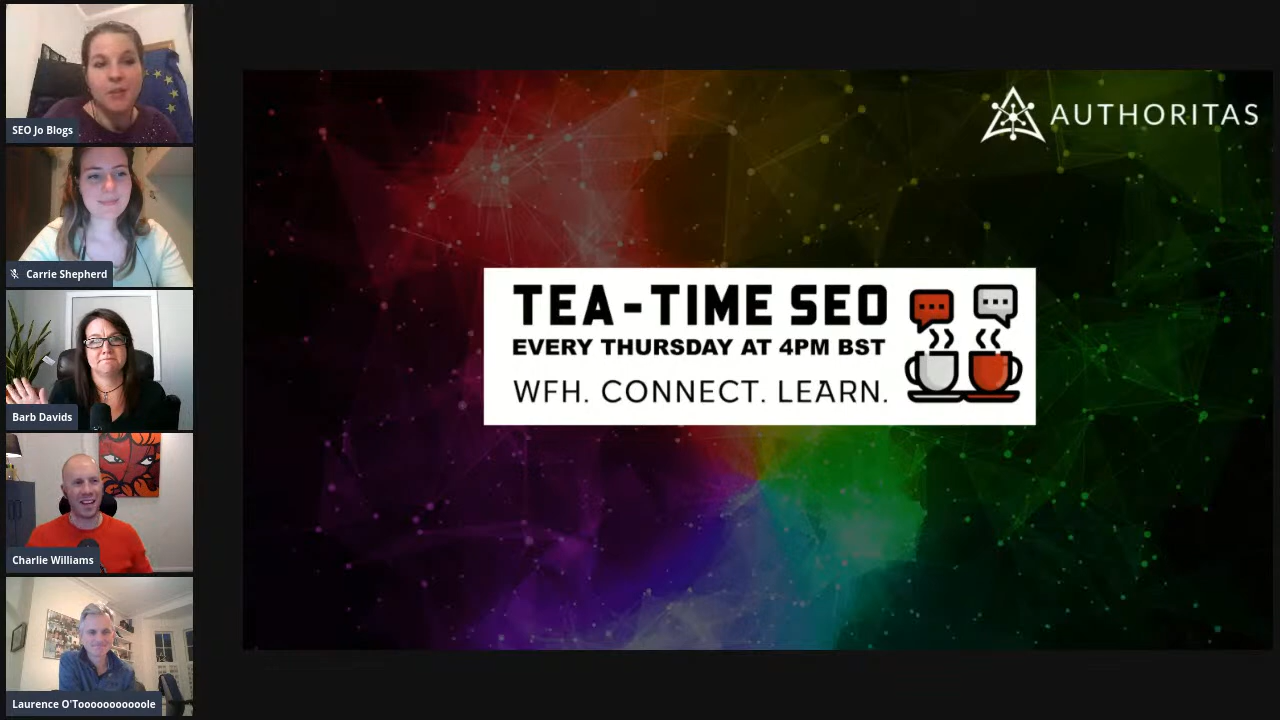 SEO Jo Blogs
Carrie Shepherd
Barb Davids
Charlie Williams
Laurence O'Tooooooooooole
AUTHORITAS
TEA-TIME SEO
EVERY THURSDAY AT 4PM BST
WFH. CONNECT. LEARN.